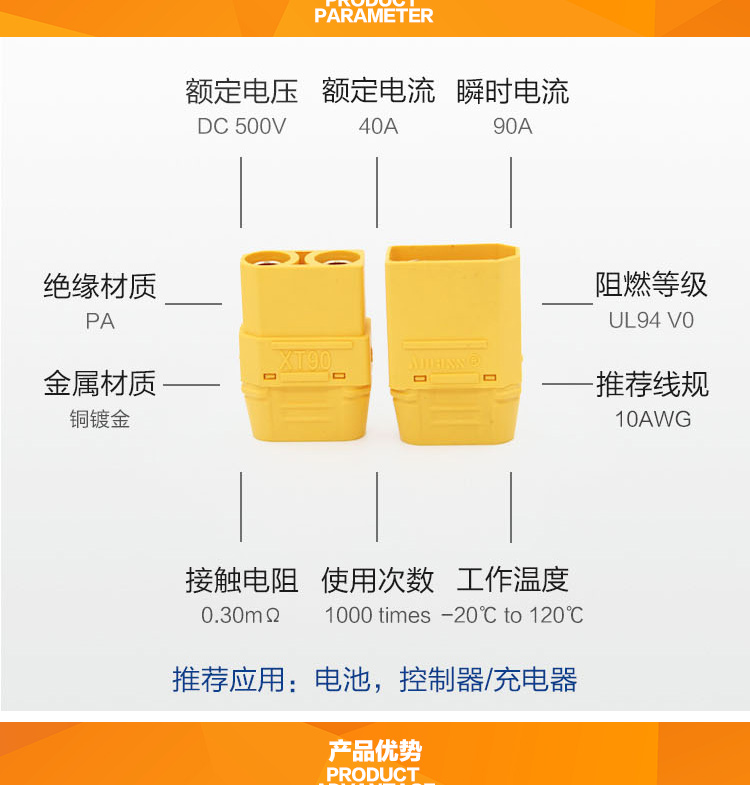 PRODUCT
PARAMETER
额定电压 额定电流 瞬时电流
DC 500V 40A 90A
绝缘材质
PA
阻燃等级
UL94 V0
XT90
金属材质
铜镀金
推荐线规
10AWG
接触电阻 使用次数 工作温度
0.30mΩ 1000 times -20℃ to 120℃
推荐应用：电池，控制器/充电器
产品优势
PRODUCT
ADVANTAGE